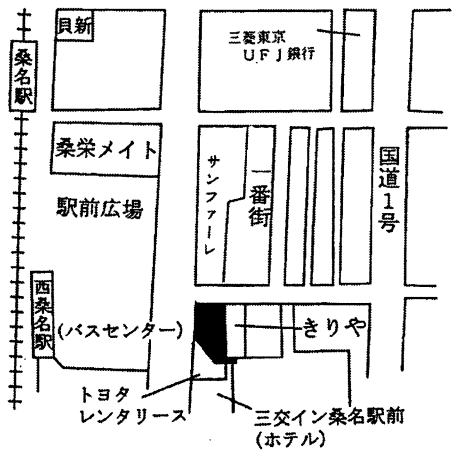 貝新
三菱東京
UFJ銀行
桑名駅
桑栄メイト
サンファーレ
一番街
国道1号
駅前広場
西桑名駅
(バスセンター)
きりや
トヨタ
レンタリース
三交イン桑名駅前
(ホテル)